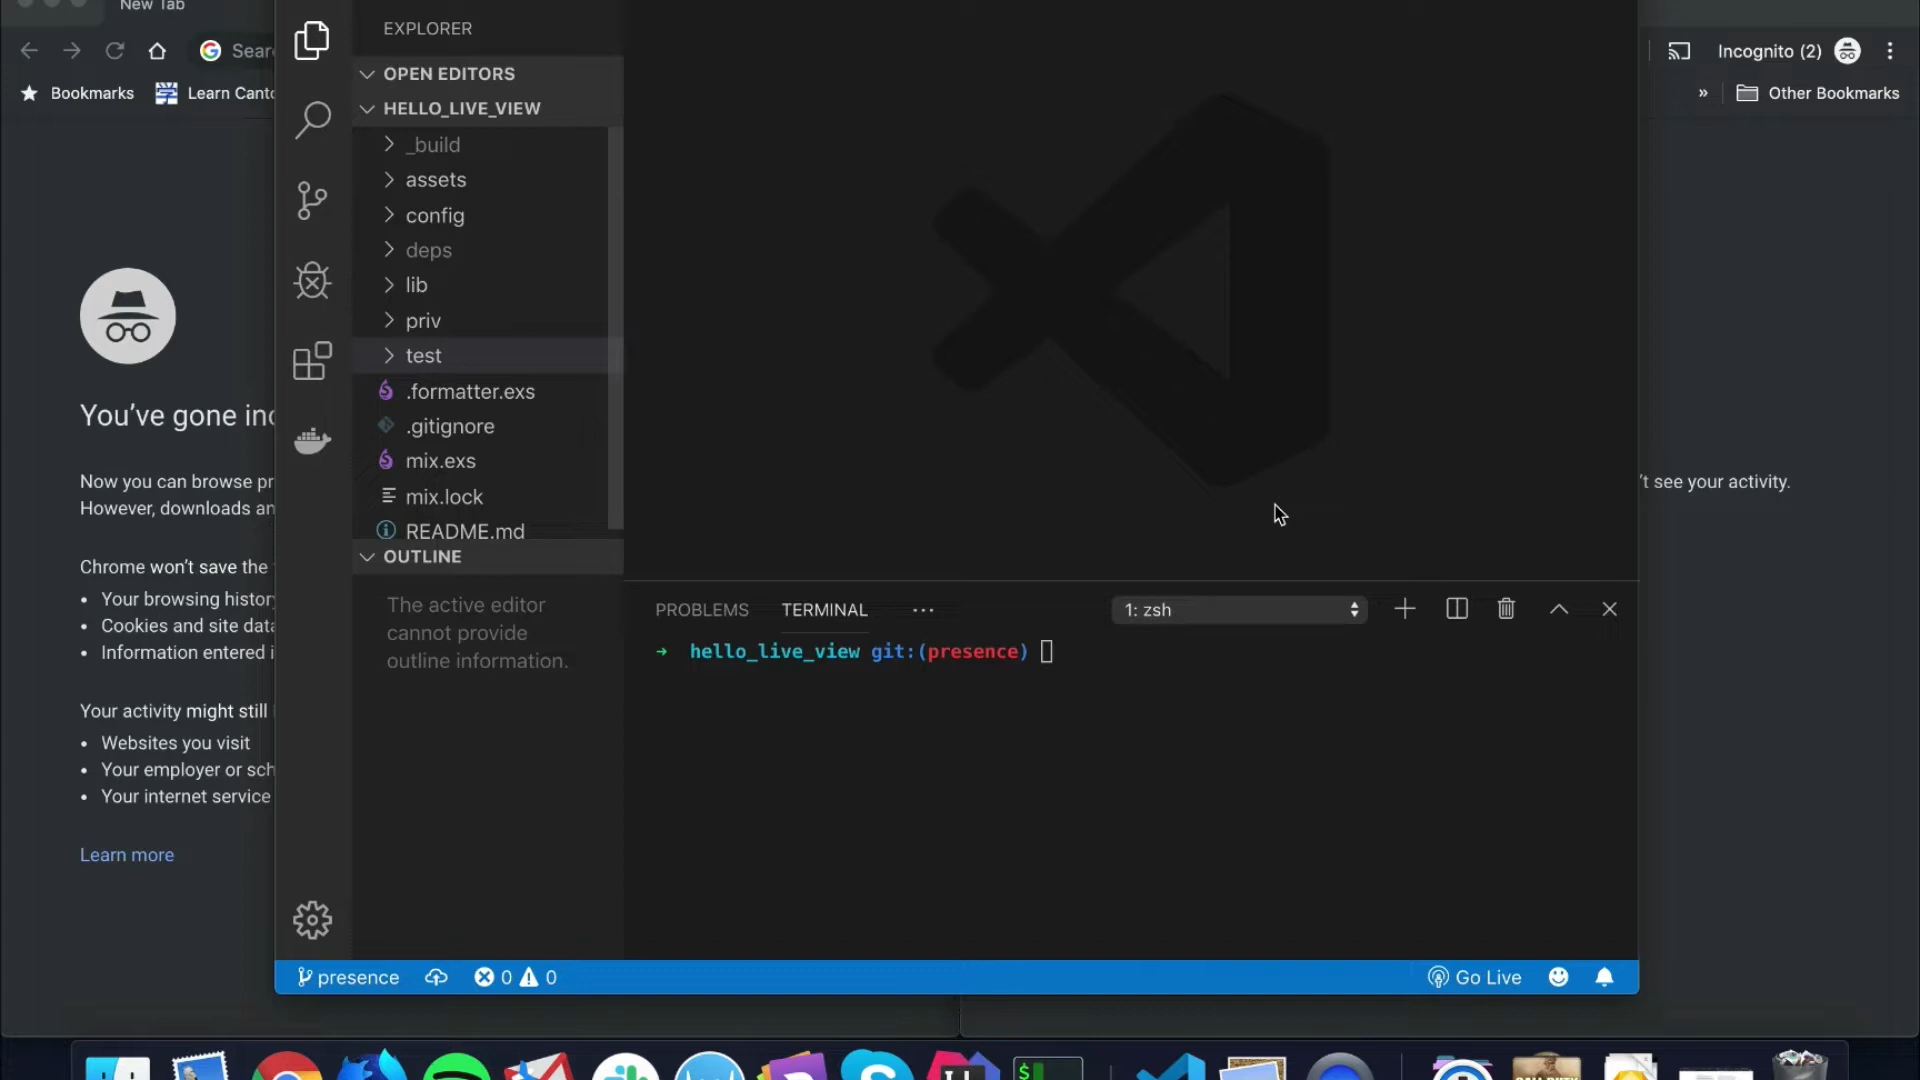 New Tab
Sear
Incognito (2)
Bookmarks
Learn Canto
»
Other Bookmarks
You’ve gone inc
Now you can browse pr
't see your activity.
However, downloads an
Chrome won’t save the
Your browsing history
Cookies and site data
Information entered i
Your activity might still
Websites you visit
Your employer or sch
Your internet service
Learn more
EXPLORER
OPEN EDITORS
HELLO_LIVE_VIEW
_build
assets
config
deps
lib
priv
test
.formatter.exs
.gitignore
mix.exs
mix.lock
README.md
OUTLINE
The active editor
cannot provide
outline information.
PROBLEMS TERMINAL ···
1: zsh
→ hello_live_view git:(presence)
presence
0 0
Go Live
$